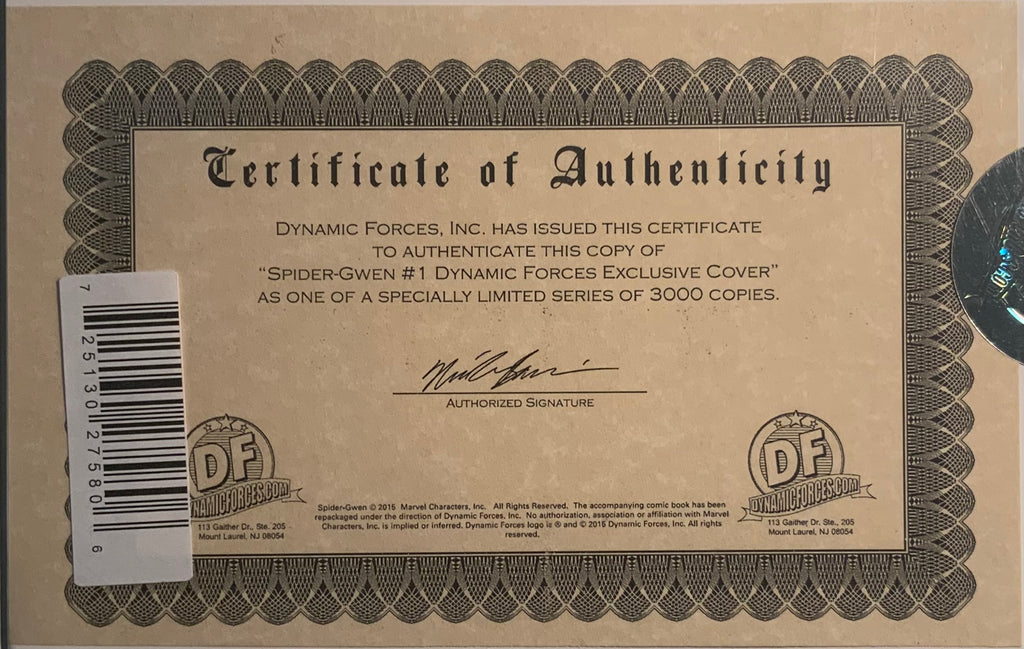 Certificate of Authenticity
DYNAMIC FORCES, INC. HAS ISSUED THIS CERTIFICATE
TO AUTHENTICATE THIS COPY OF
“SPIDER-GWEN #1 DYNAMIC FORCES EXCLUSIVE COVER”
AS ONE OF A SPECIALLY LIMITED SERIES OF 3000 COPIES.
AUTHORIZED SIGNATURE
7 25130 27580 6
DF
DYNAMICFORCES.COM
113 Gaither Dr., Ste. 205
Mount Laurel, NJ 08054
Spider-Gwen © 2015 Marvel Characters, Inc. All Rights Reserved. The accompanying comic book has been
repackaged under the direction of Dynamic Forces, Inc. No authorization, association or affiliation with Marvel
Characters, Inc. is implied or inferred. Dynamic Forces logo is ® and © 2015 Dynamic Forces, Inc. All rights
reserved.
DF
DYNAMICFORCES.COM
113 Gaither Dr. Ste., 205
Mount Laurel, NJ 08054